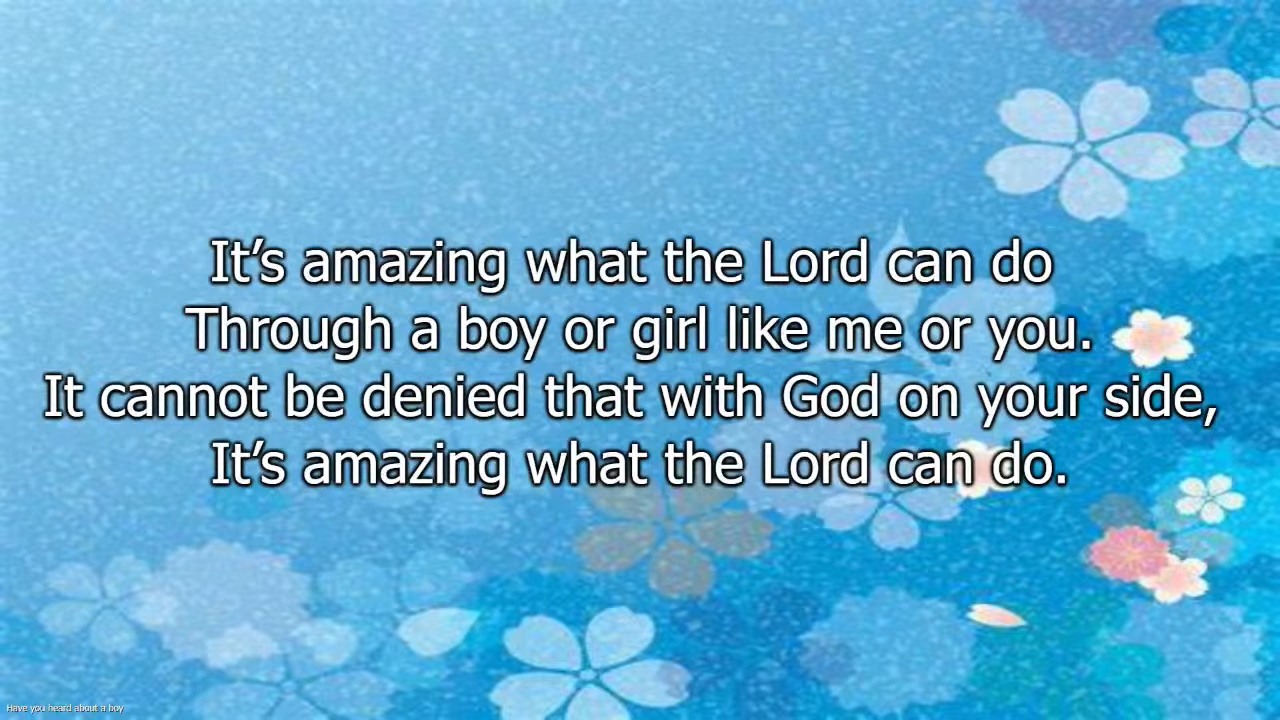 It’s amazing what the Lord can do
Through a boy or girl like me or you.
It cannot be denied that with God on your side,
It’s amazing what the Lord can do.
Have you heard about a boy